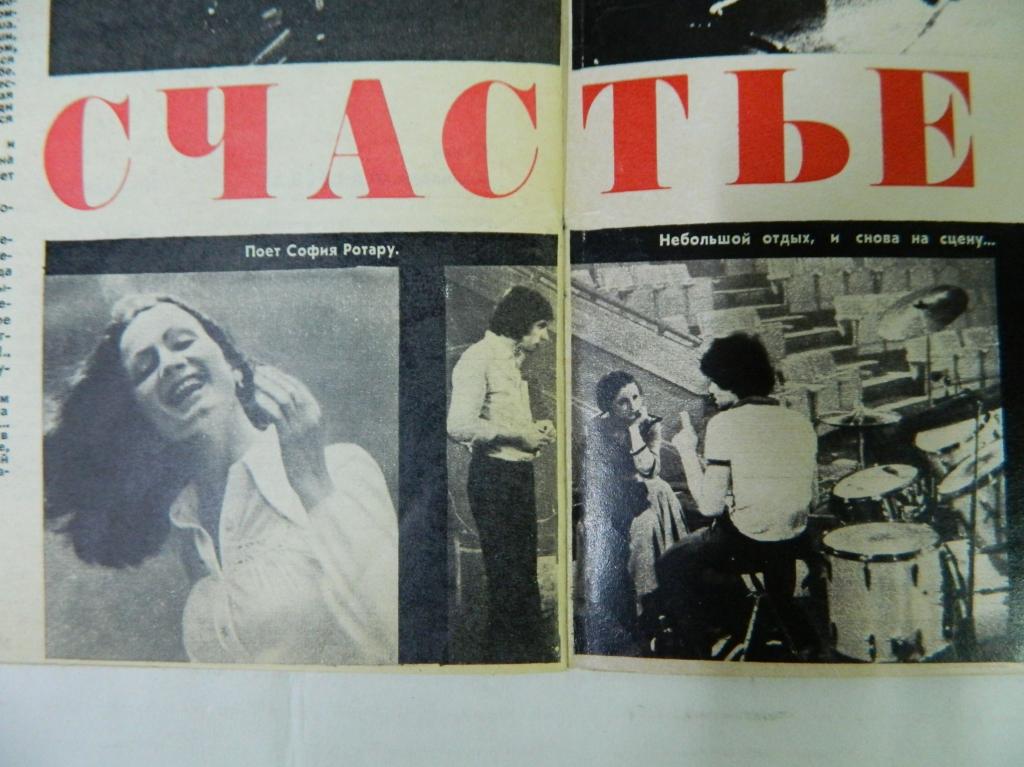 СЧАСТЬЕ
Поет София Ротару.
Небольшой отдых, и снова на сцену...